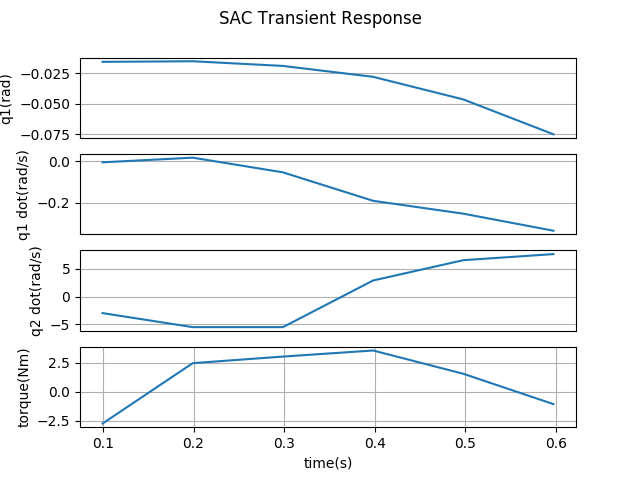 SAC Transient Response
q1(rad)
−0.025
−0.050
−0.075
q1 dot(rad/s)
0.0
−0.2
q2 dot(rad/s)
5
0
−5
torque(Nm)
2.5
0.0
−2.5
0.1 0.2 0.3 0.4 0.5 0.6
time(s)